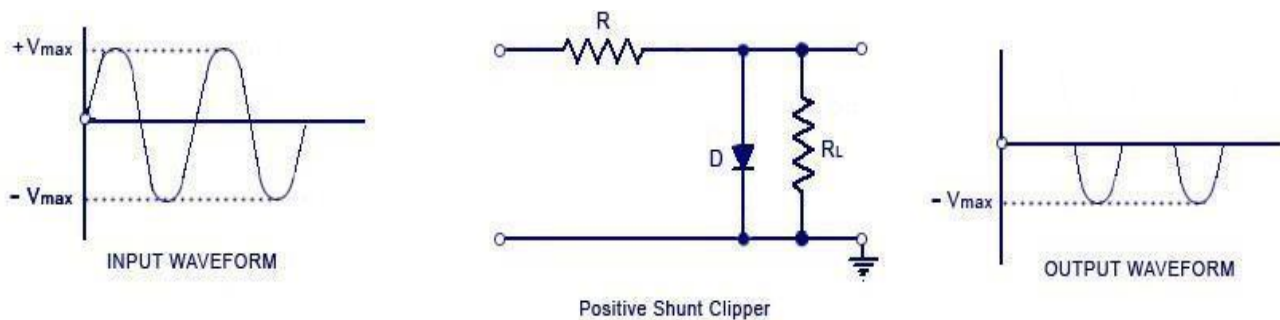 +Vmax
- Vmax
INPUT WAVEFORM
R
D
RL
Positive Shunt Clipper
- Vmax
OUTPUT WAVEFORM